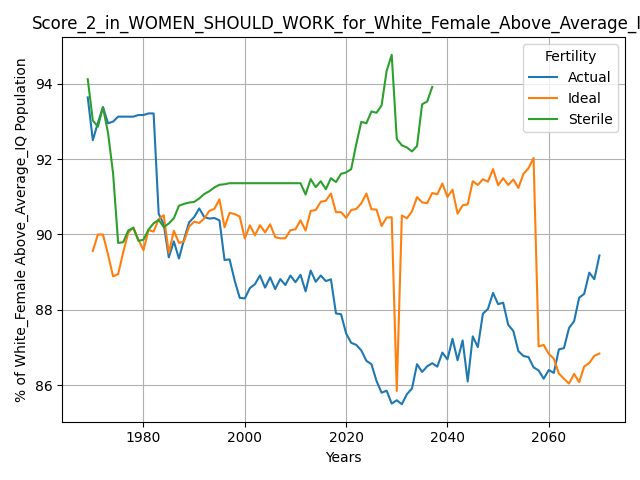 Score_2_in_WOMEN_SHOULD_WORK_for_White_Female_Above_Average_I
Fertility
Actual
Ideal
Sterile
% of White_Female Above_Average_IQ Population
94
92
90
88
86
1980 2000 2020 2040 2060
Years